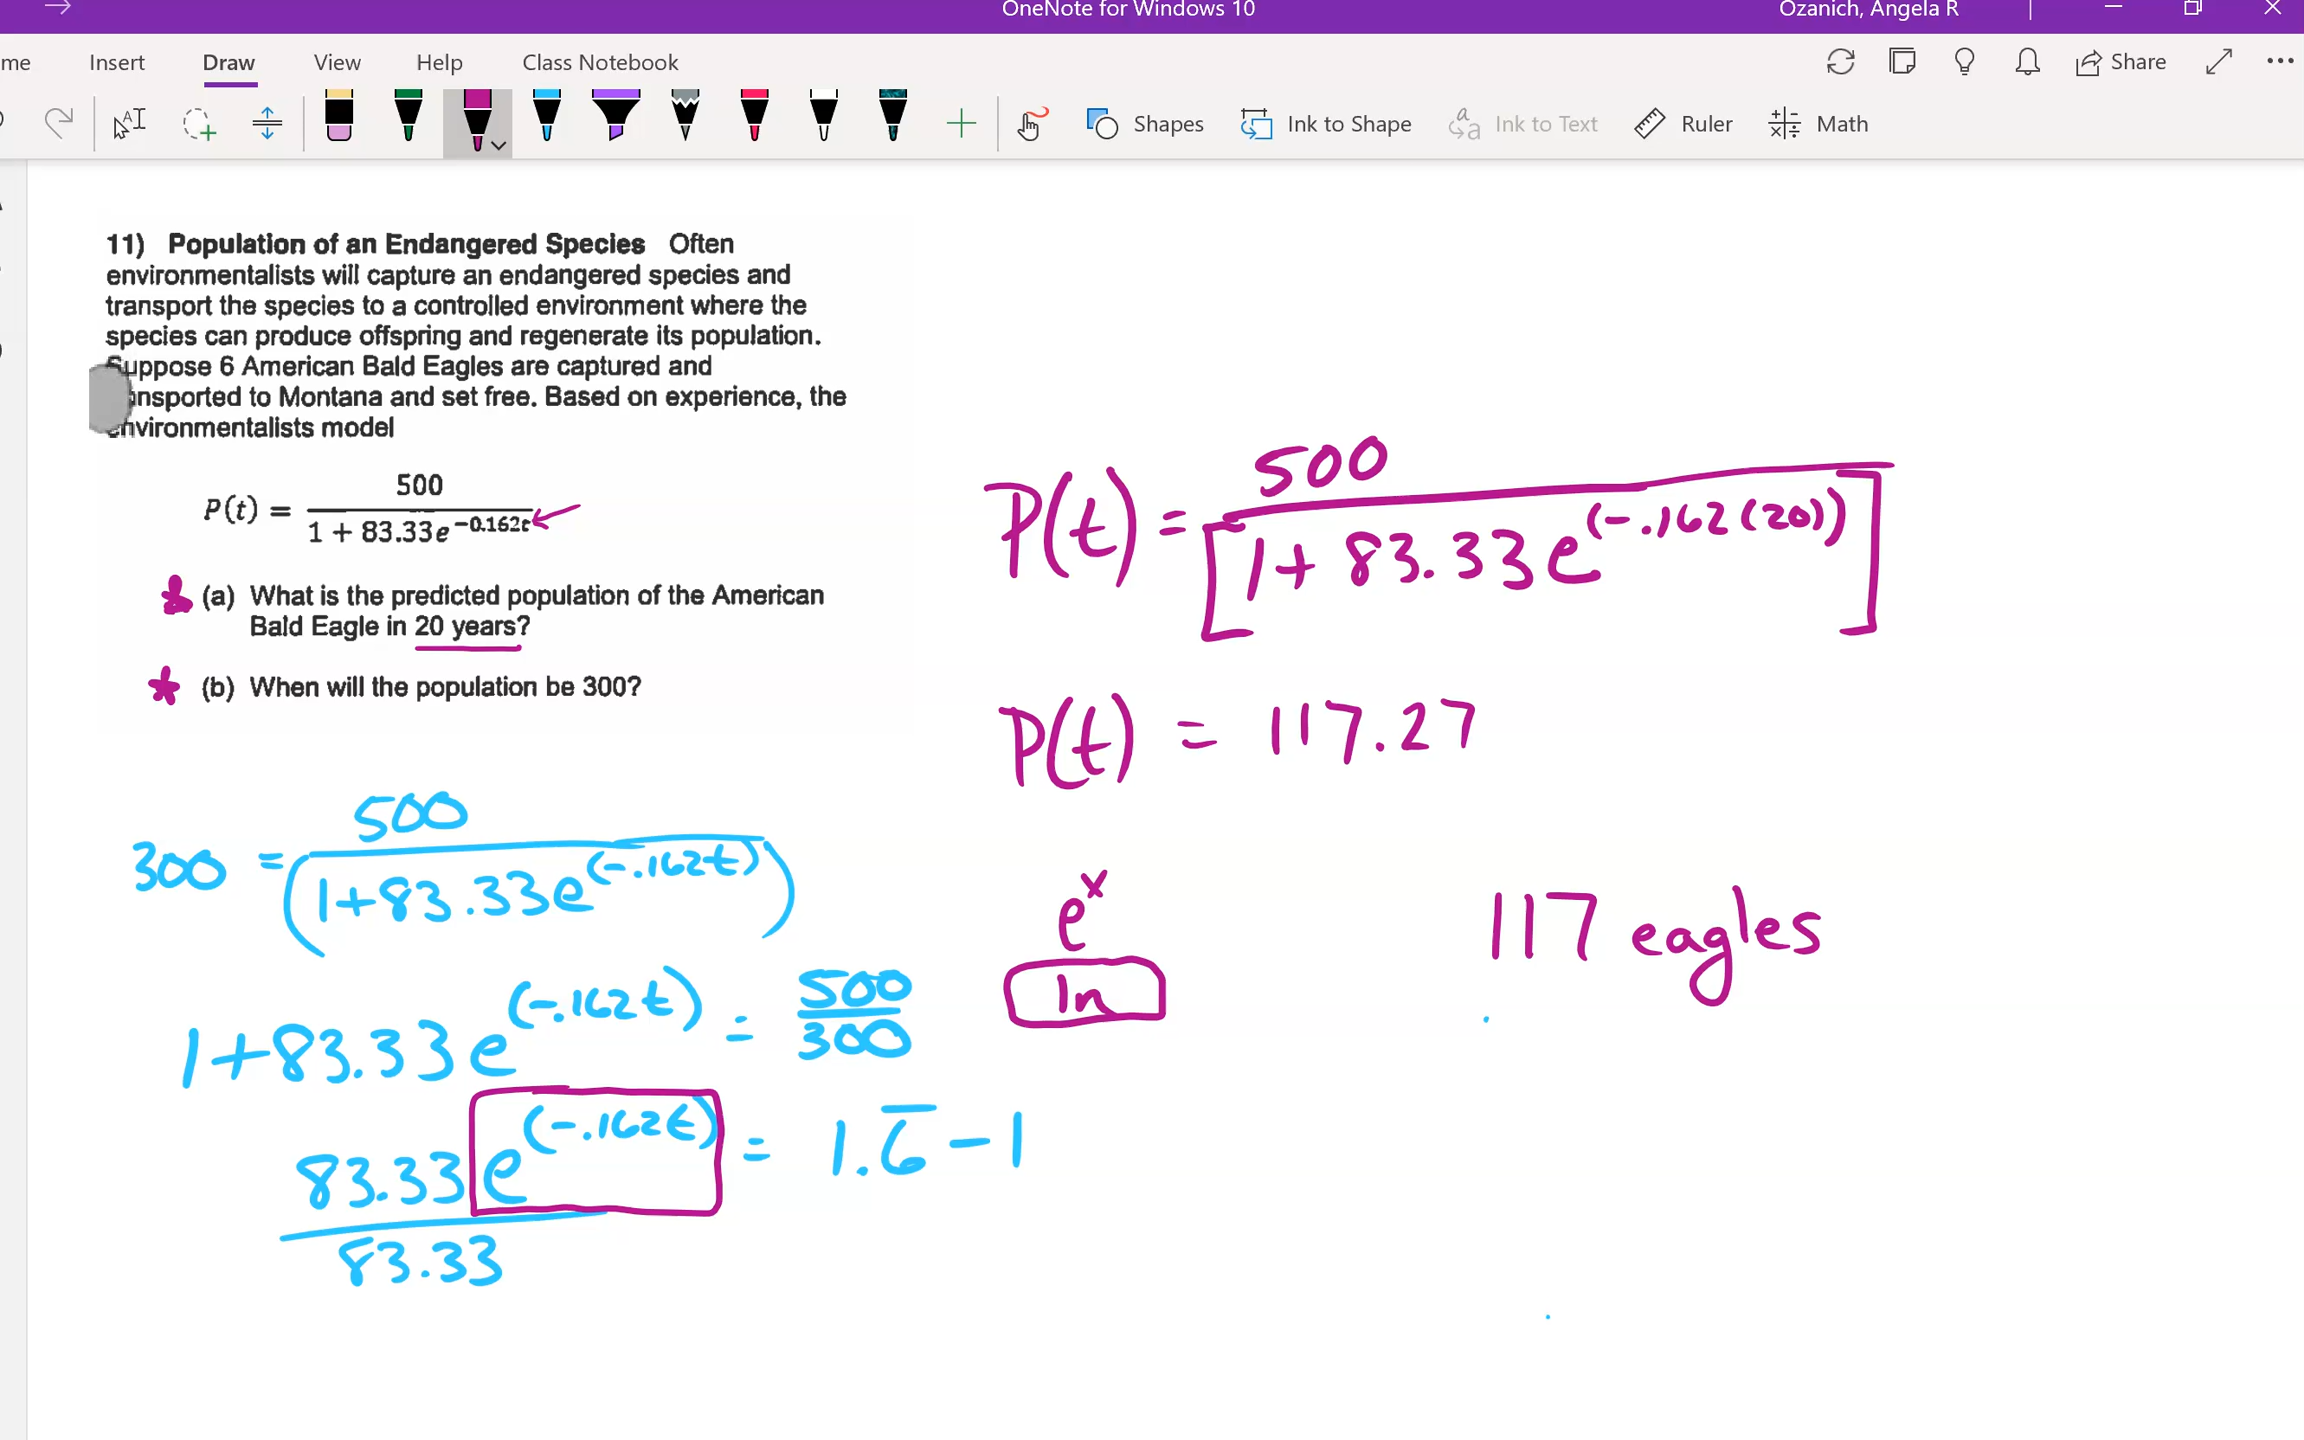 OneNote for Windows 10
Ozanich, Angela R
me Insert Draw View Help Class Notebook Share
Shapes Ink to Shape Ink to Text Ruler Math
11) Population of an Endangered Species Often
environmentalists will capture an endangered species and
transport the species to a controlled environment where the
species can produce offspring and regenerate its population.
Suppose 6 American Bald Eagles are captured and
ansported to Montana and set free. Based on experience, the
environmentalists model
P(t) = 500 / 1 + 83.33e^-0.162t
(a) What is the predicted population of the American
Bald Eagle in 20 years?
(b) When will the population be 300?
300 = 500 / (1+83.33e^(-.162t))
1+83.33e^(-.162t) = 500/300
83.33e^(-.162t) = 1.6̅ - 1
83.33
P(t) = 500 / [1+ 83.33e^(-.162(20))]
P(t) = 117.27
e^x
ln
117 eagles